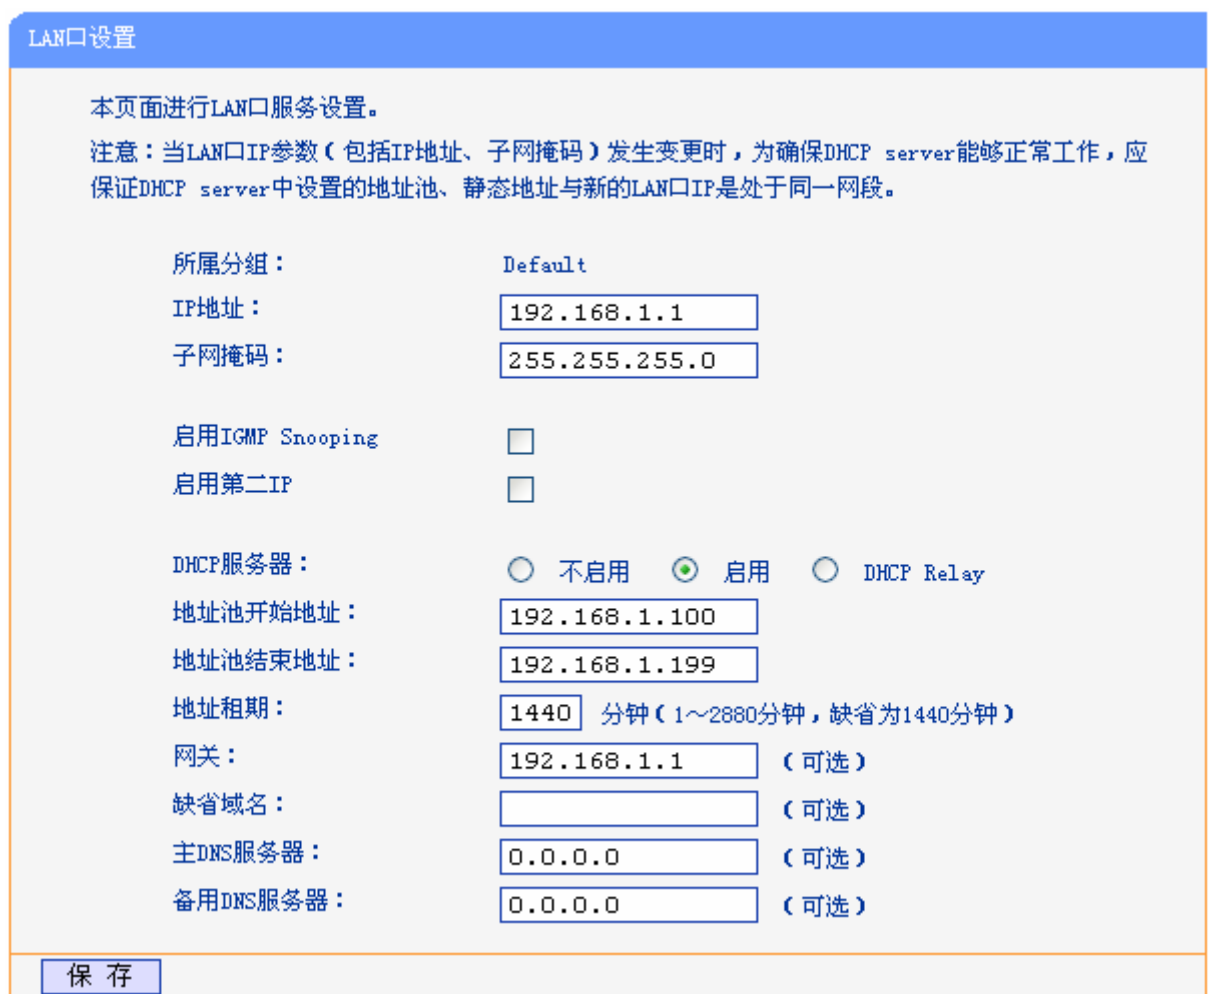 LAN口设置
本页面进行LAN口服务设置。
注意：当LAN口IP参数（包括IP地址、子网掩码）发生变更时，为确保DHCP server能够正常工作，应
保证DHCP server中设置的地址池、静态地址与新的LAN口IP是处于同一网段。
所属分组： Default
IP地址： 192.168.1.1
子网掩码： 255.255.255.0
启用IGMP Snooping
启用第二IP
DHCP服务器： 不启用 启用 DHCP Relay
地址池开始地址： 192.168.1.100
地址池结束地址： 192.168.1.199
地址租期： 1440 分钟（1～2880分钟，缺省为1440分钟）
网关： 192.168.1.1 （可选）
缺省域名： （可选）
主DNS服务器： 0.0.0.0 （可选）
备用DNS服务器： 0.0.0.0 （可选）
保 存